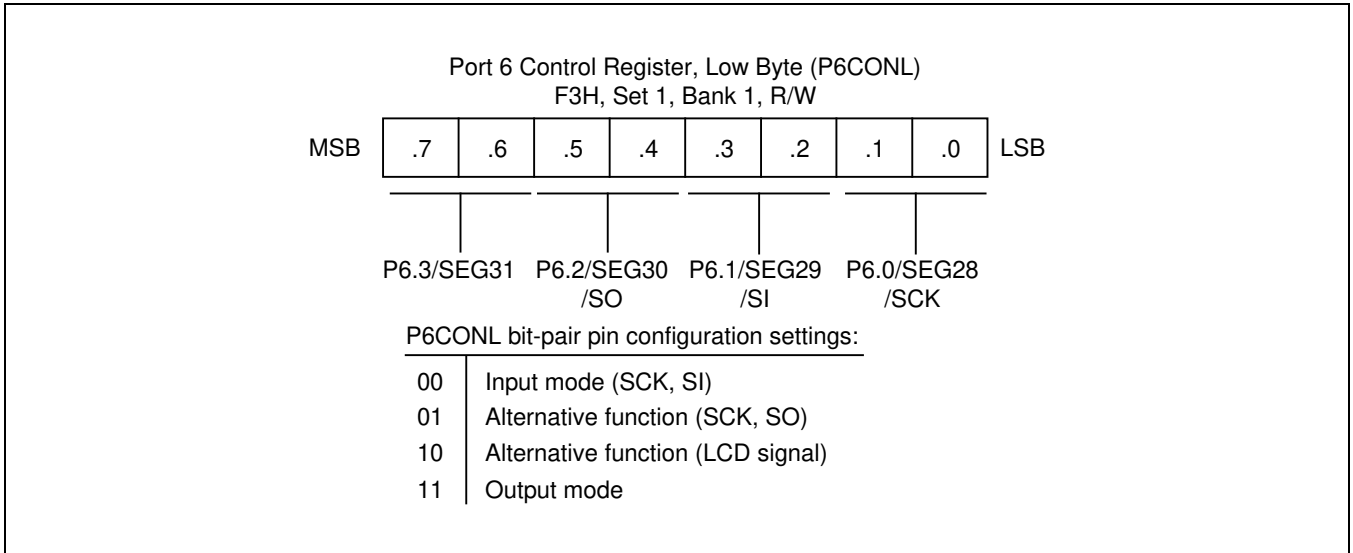 Port 6 Control Register, Low Byte (P6CONL)
F3H, Set 1, Bank 1, R/W
MSB .7 .6 .5 .4 .3 .2 .1 .0 LSB
P6.3/SEG31 P6.2/SEG30 P6.1/SEG29 P6.0/SEG28
/SO /SI /SCK
P6CONL bit-pair pin configuration settings:
00 Input mode (SCK, SI)
01 Alternative function (SCK, SO)
10 Alternative function (LCD signal)
11 Output mode